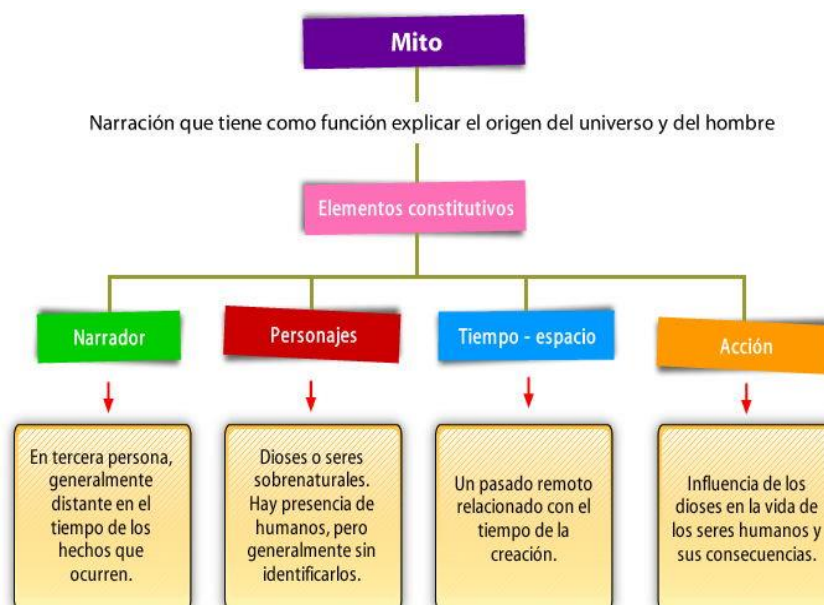 Mito
Narración que tiene como función explicar el origen del universo y del hombre
Elementos constitutivos
Narrador
Personajes
Tiempo - espacio
Acción
En tercera persona,
generalmente
distante en el
tiempo de los
hechos que
ocurren.
Dioses o seres
sobrenaturales.
Hay presencia de
humanos, pero
generalmente sin
identificarlos.
Un pasado remoto
relacionado con el
tiempo de la
creación.
Influencia de los
dioses en la vida de
los seres humanos y
sus consecuencias.